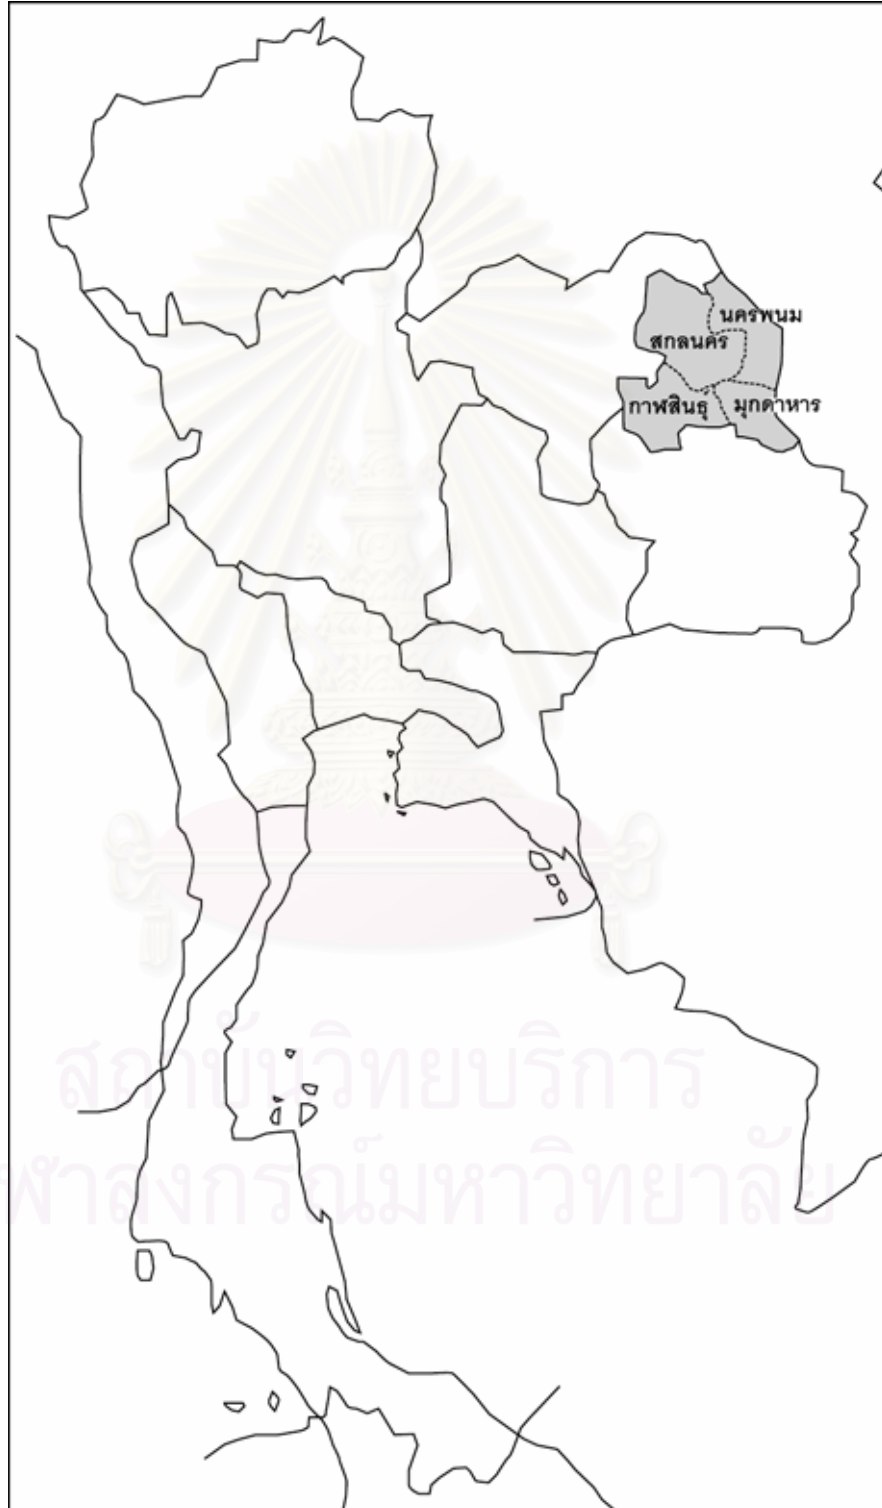 นครพนม
สกลนคร
กาฬสินธุ์
มุกดาหาร
สถาบันวิทยบริการ
ฬาลงกรณ์มหาวิทยาลัย